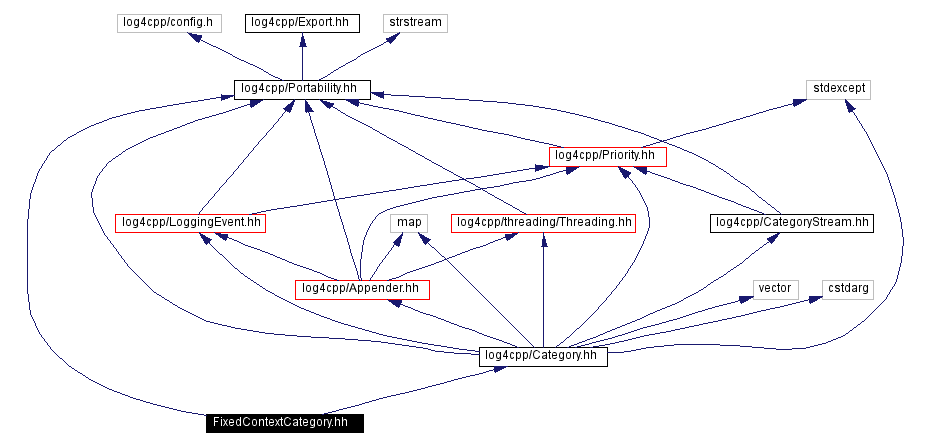 log4cpp/config.h
log4cpp/Export.hh
strstream
log4cpp/Portability.hh
stdexcept
log4cpp/Priority.hh
log4cpp/LoggingEvent.hh
map
log4cpp/threading/Threading.hh
log4cpp/CategoryStream.hh
log4cpp/Appender.hh
vector
cstdarg
log4cpp/Category.hh
FixedContextCategory.hh